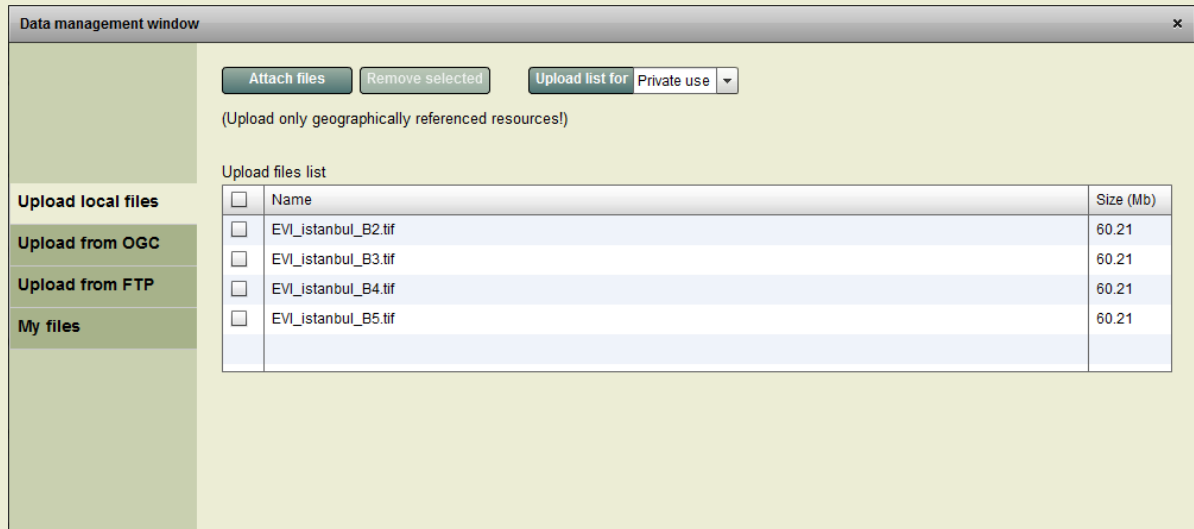 Data management window ×
Attach files Remove selected Upload list for Private use
(Upload only geographically referenced resources!)
Upload local files
Upload from OGC
Upload from FTP
My files
Upload files list
Name Size (Mb)
EVI_istanbul_B2.tif 60.21
EVI_istanbul_B3.tif 60.21
EVI_istanbul_B4.tif 60.21
EVI_istanbul_B5.tif 60.21